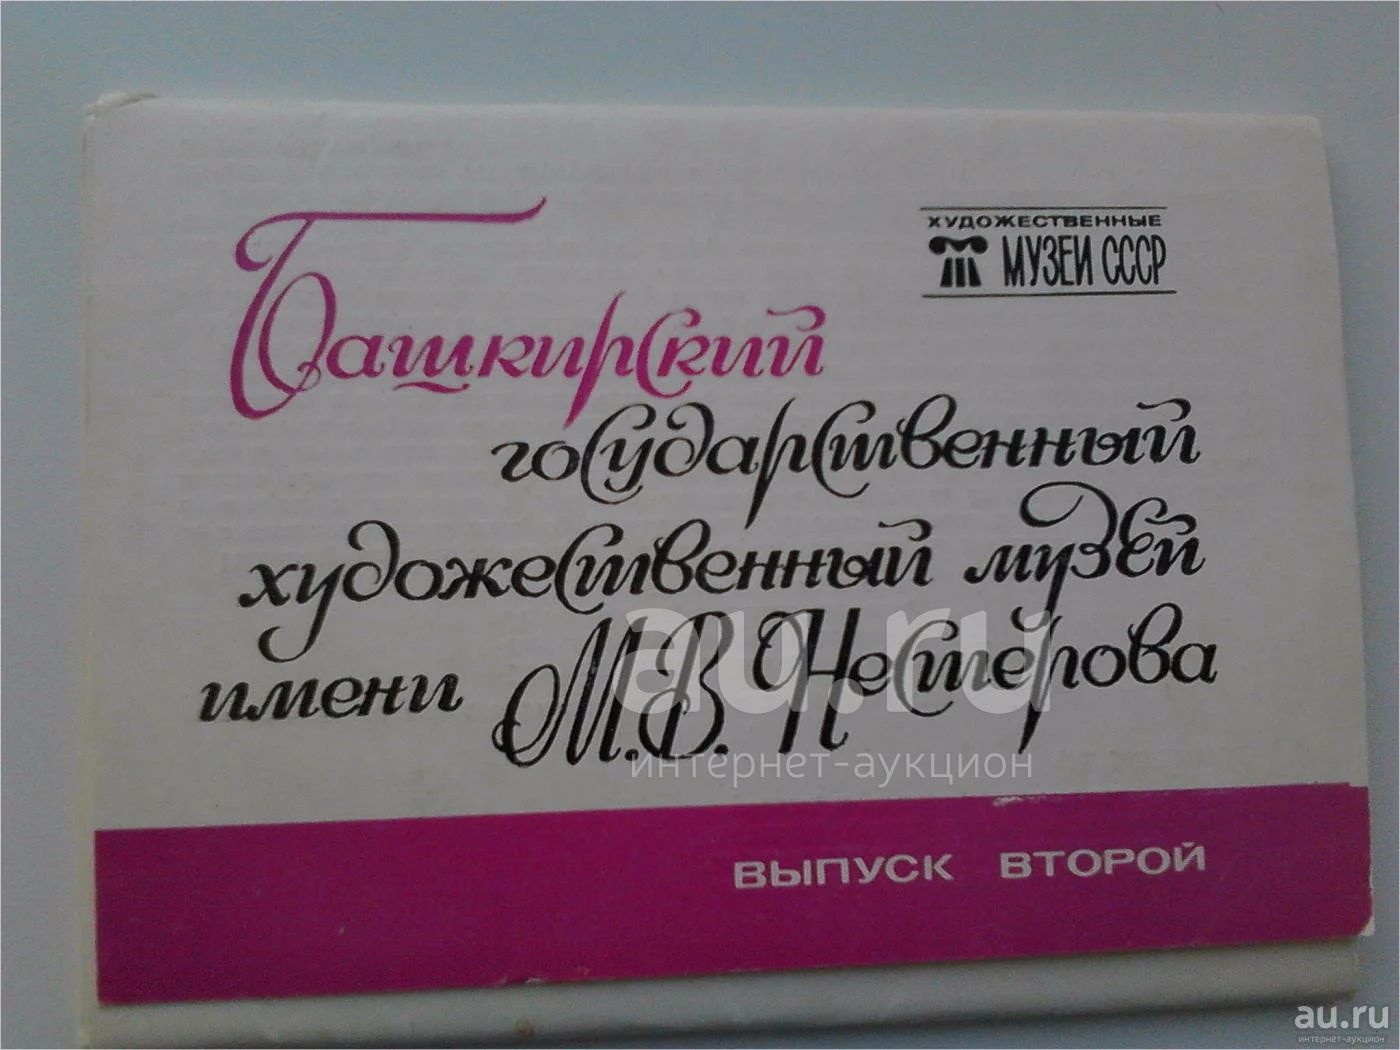 ХУДОЖЕСТВЕННЫЕ
МУЗЕИ СССР
Башкирский
государственный
художественный музей
имени М.В. Нестерова
ВЫПУСК ВТОРОЙ
au.ru
интернет-аукцион
au.ru
интернет-аукцион